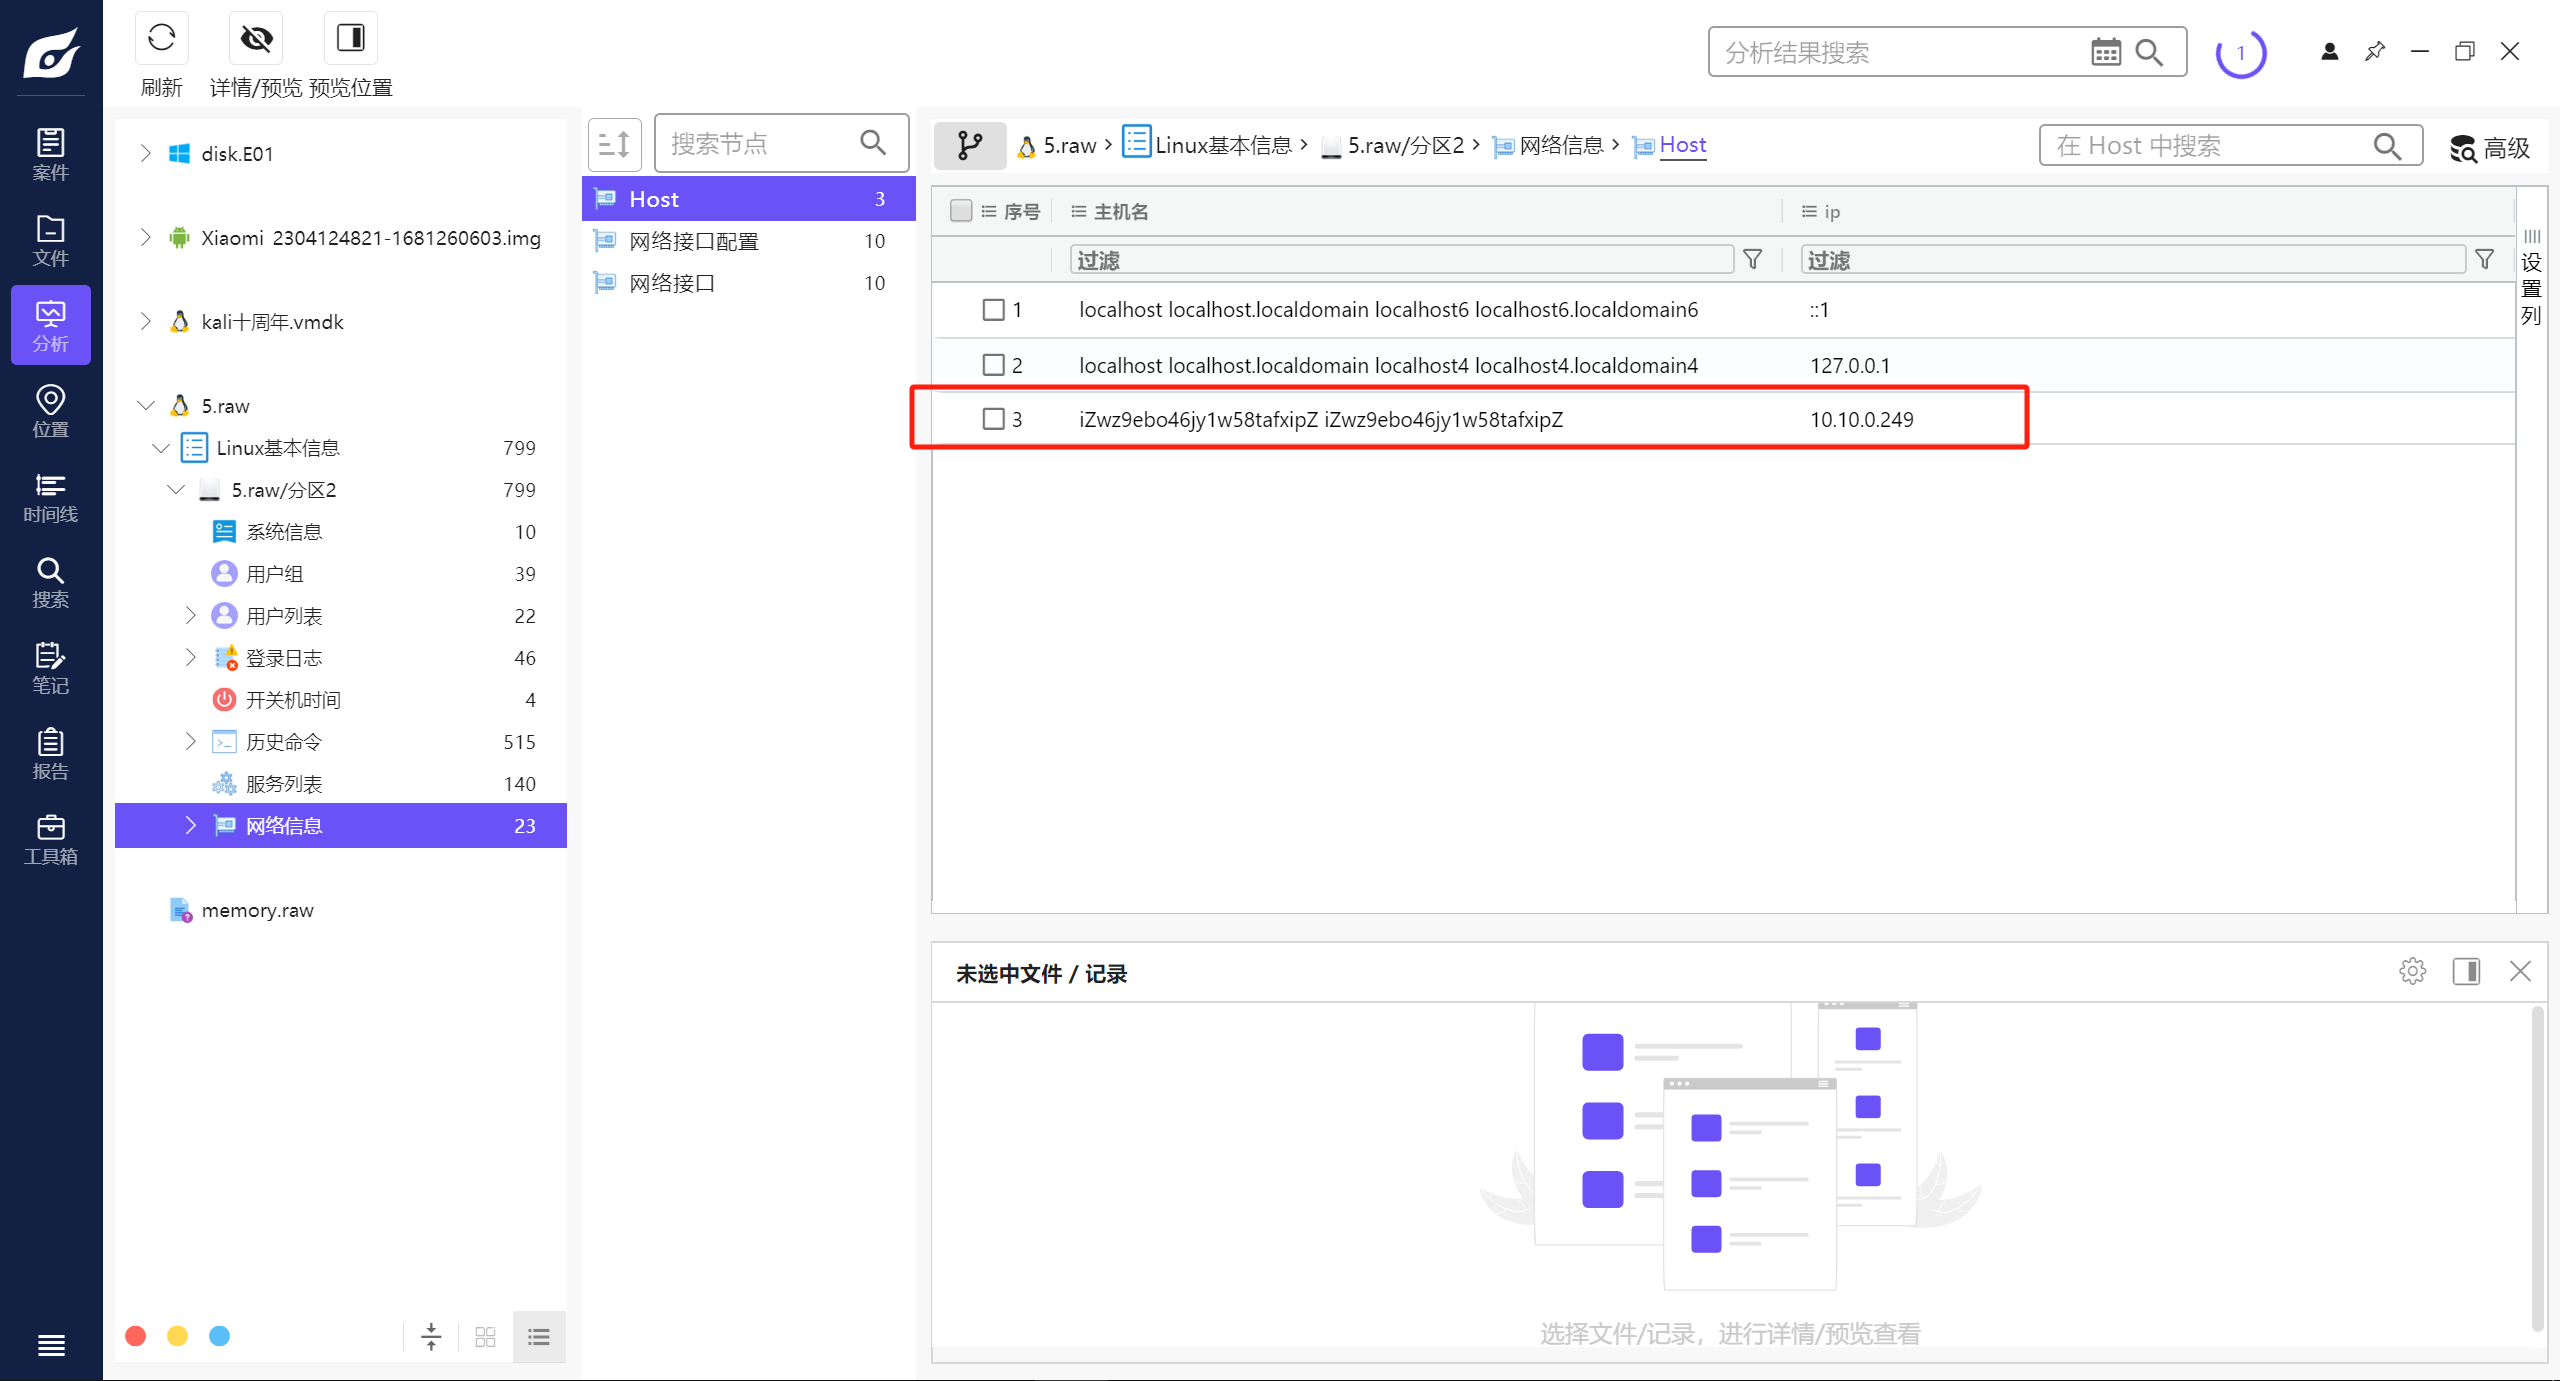 刷新
详情/预览
预览位置
分析结果搜索
1
案件
文件
分析
位置
时间线
搜索
笔记
报告
工具箱
disk.E01
Xiaomi 2304124821-1681260603.img
kali十周年.vmdk
5.raw
Linux基本信息 799
5.raw/分区2 799
系统信息 10
用户组 39
用户列表 22
登录日志 46
开关机时间 4
历史命令 515
服务列表 140
网络信息 23
memory.raw
搜索节点
Host 3
网络接口配置 10
网络接口 10
5.raw › Linux基本信息 › 5.raw/分区2 › 网络信息 › Host
在 Host 中搜索
高级
序号 主机名 ip
过滤 过滤
1 localhost localhost.localdomain localhost6 localhost6.localdomain6 ::1
2 localhost localhost.localdomain localhost4 localhost4.localdomain4 127.0.0.1
3 iZwz9ebo46jy1w58tafxipZ iZwz9ebo46jy1w58tafxipZ 10.10.0.249
设置列
未选中文件 / 记录
选择文件/记录，进行详情/预览查看